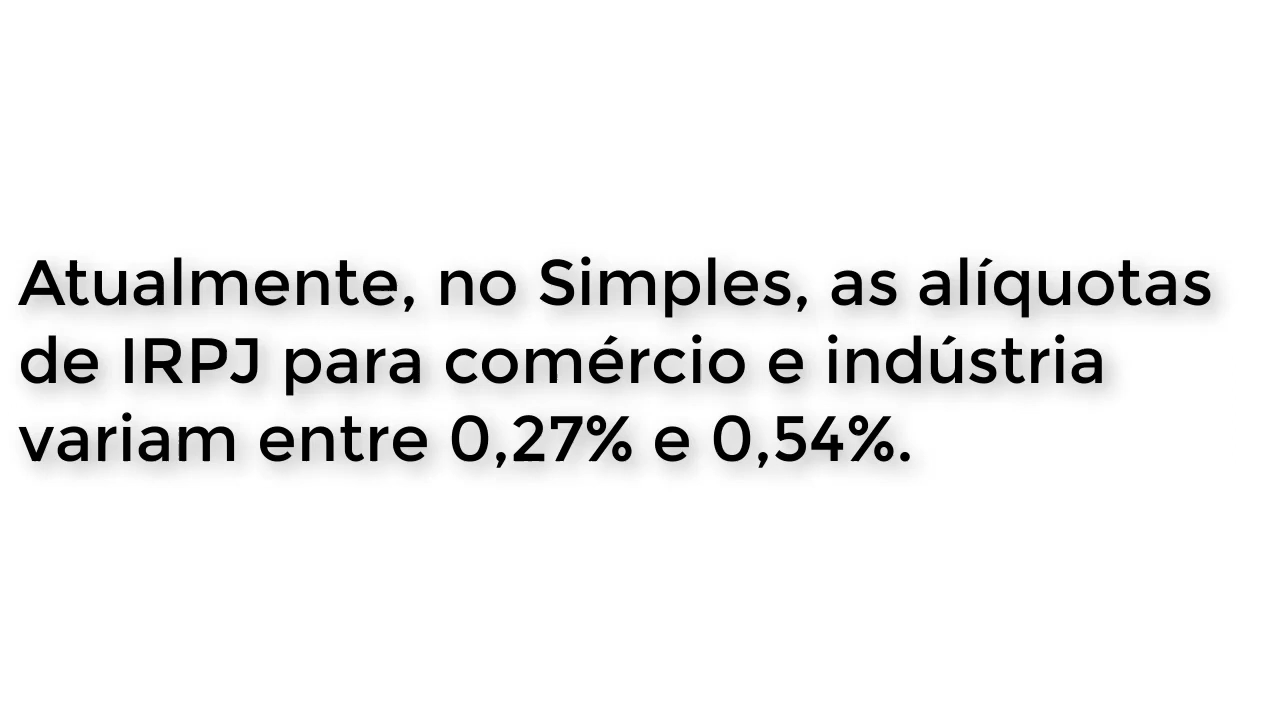 Atualmente, no Simples, as alíquotas
de IRPJ para comércio e indústria
variam entre 0,27% e 0,54%.